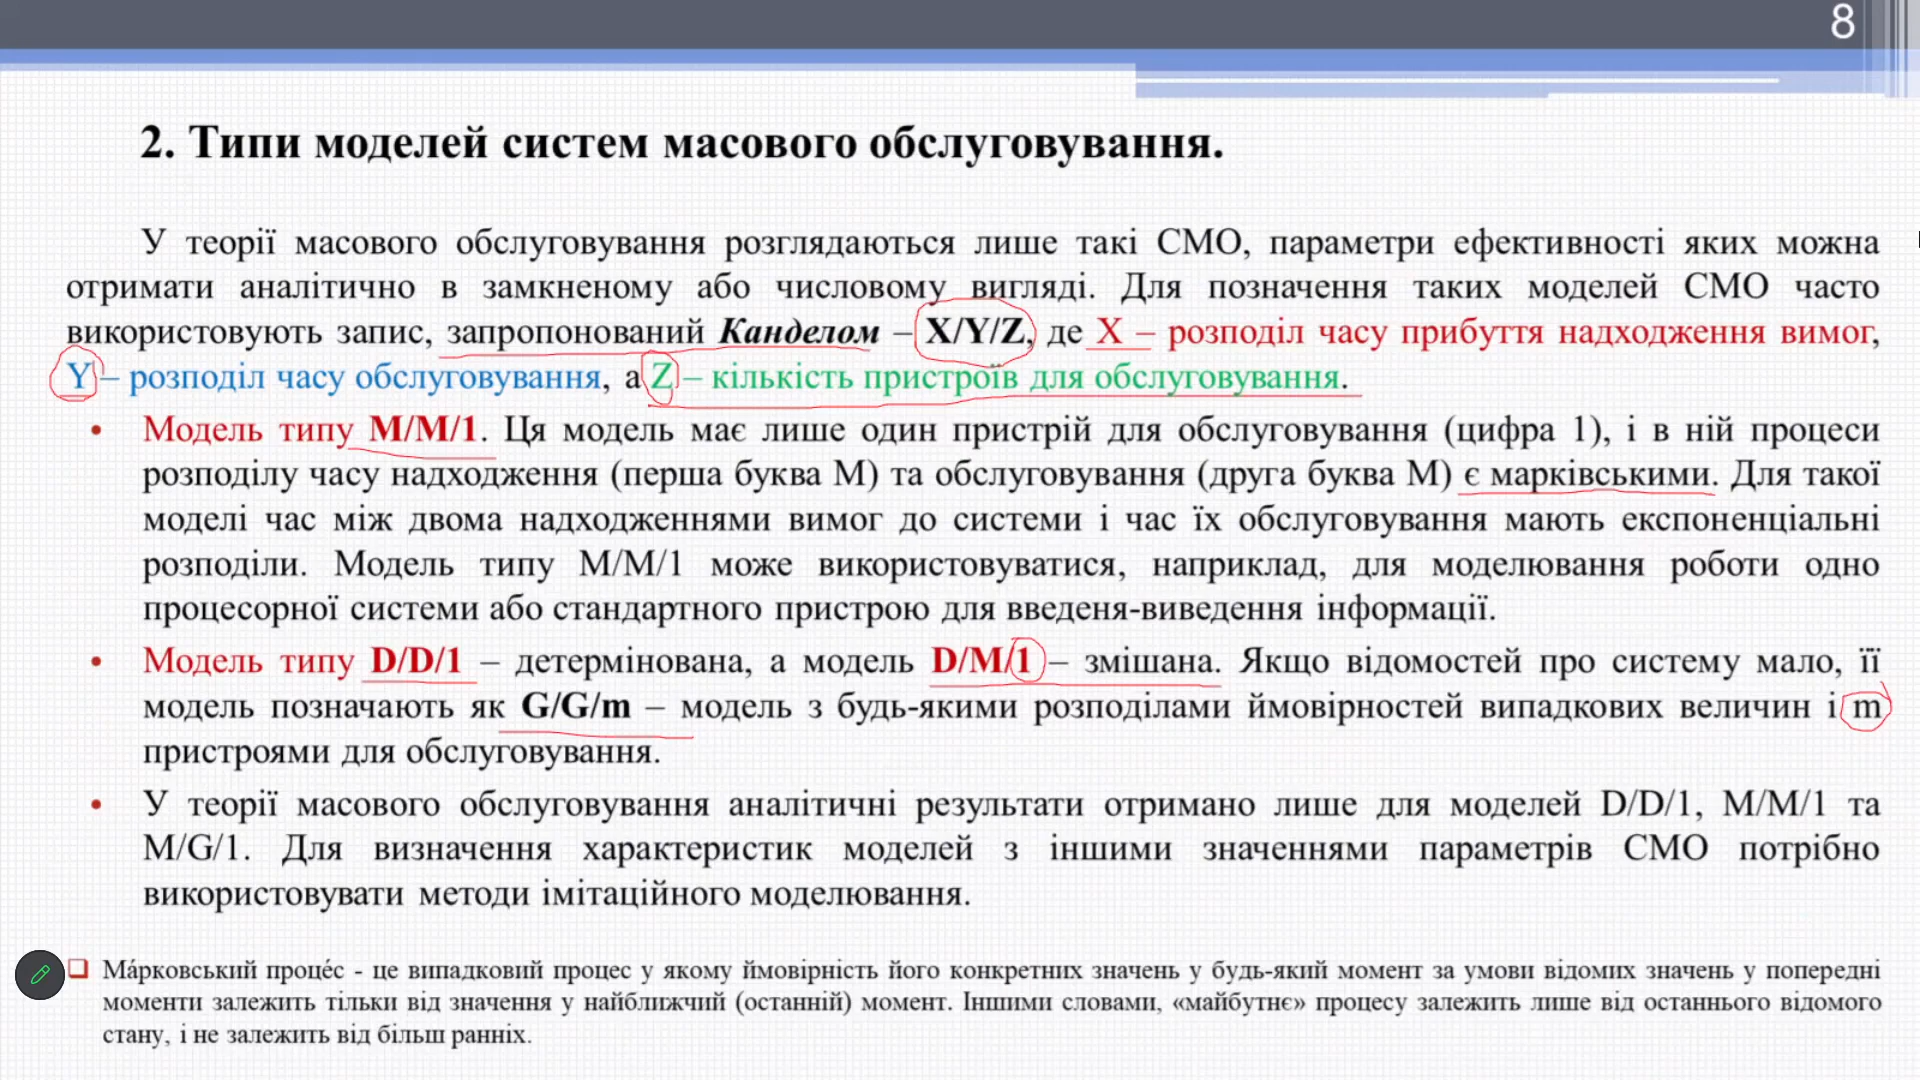 8
2. Типи моделей систем масового обслуговування.
У теорії масового обслуговування розглядаються лише такі СМО, параметри ефективності яких можна
отримати аналітично в замкненому або числовому вигляді. Для позначення таких моделей СМО часто
використовують запис, запропонований Канделом – X/Y/Z, де X – розподіл часу прибуття надходження вимог,
Y – розподіл часу обслуговування, а Z – кількість пристроїв для обслуговування.
• Модель типу M/M/1. Ця модель має лише один пристрій для обслуговування (цифра 1), і в ній процеси
розподілу часу надходження (перша буква М) та обслуговування (друга буква М) є марківськими. Для такої
моделі час між двома надходженнями вимог до системи і час їх обслуговування мають експоненціальні
розподіли. Модель типу М/М/1 може використовуватися, наприклад, для моделювання роботи одно
процесорної системи або стандартного пристрою для введеня-виведення інформації.
• Модель типу D/D/1 – детермінована, а модель D/M/1 – змішана. Якщо відомостей про систему мало, її
модель позначають як G/G/m – модель з будь-якими розподілами ймовірностей випадкових величин і m
пристроями для обслуговування.
• У теорії масового обслуговування аналітичні результати отримано лише для моделей D/D/1, M/M/1 та
M/G/1. Для визначення характеристик моделей з іншими значеннями параметрів СМО потрібно
використовувати методи імітаційного моделювання.
❑ Ма́рковський проце́с - це випадковий процес у якому ймовірність його конкретних значень у будь-який момент за умови відомих значень у попередні
моменти залежить тільки від значення у найближчий (останній) момент. Іншими словами, «майбутнє» процесу залежить лише від останнього відомого
стану, і не залежить від більш ранніх.